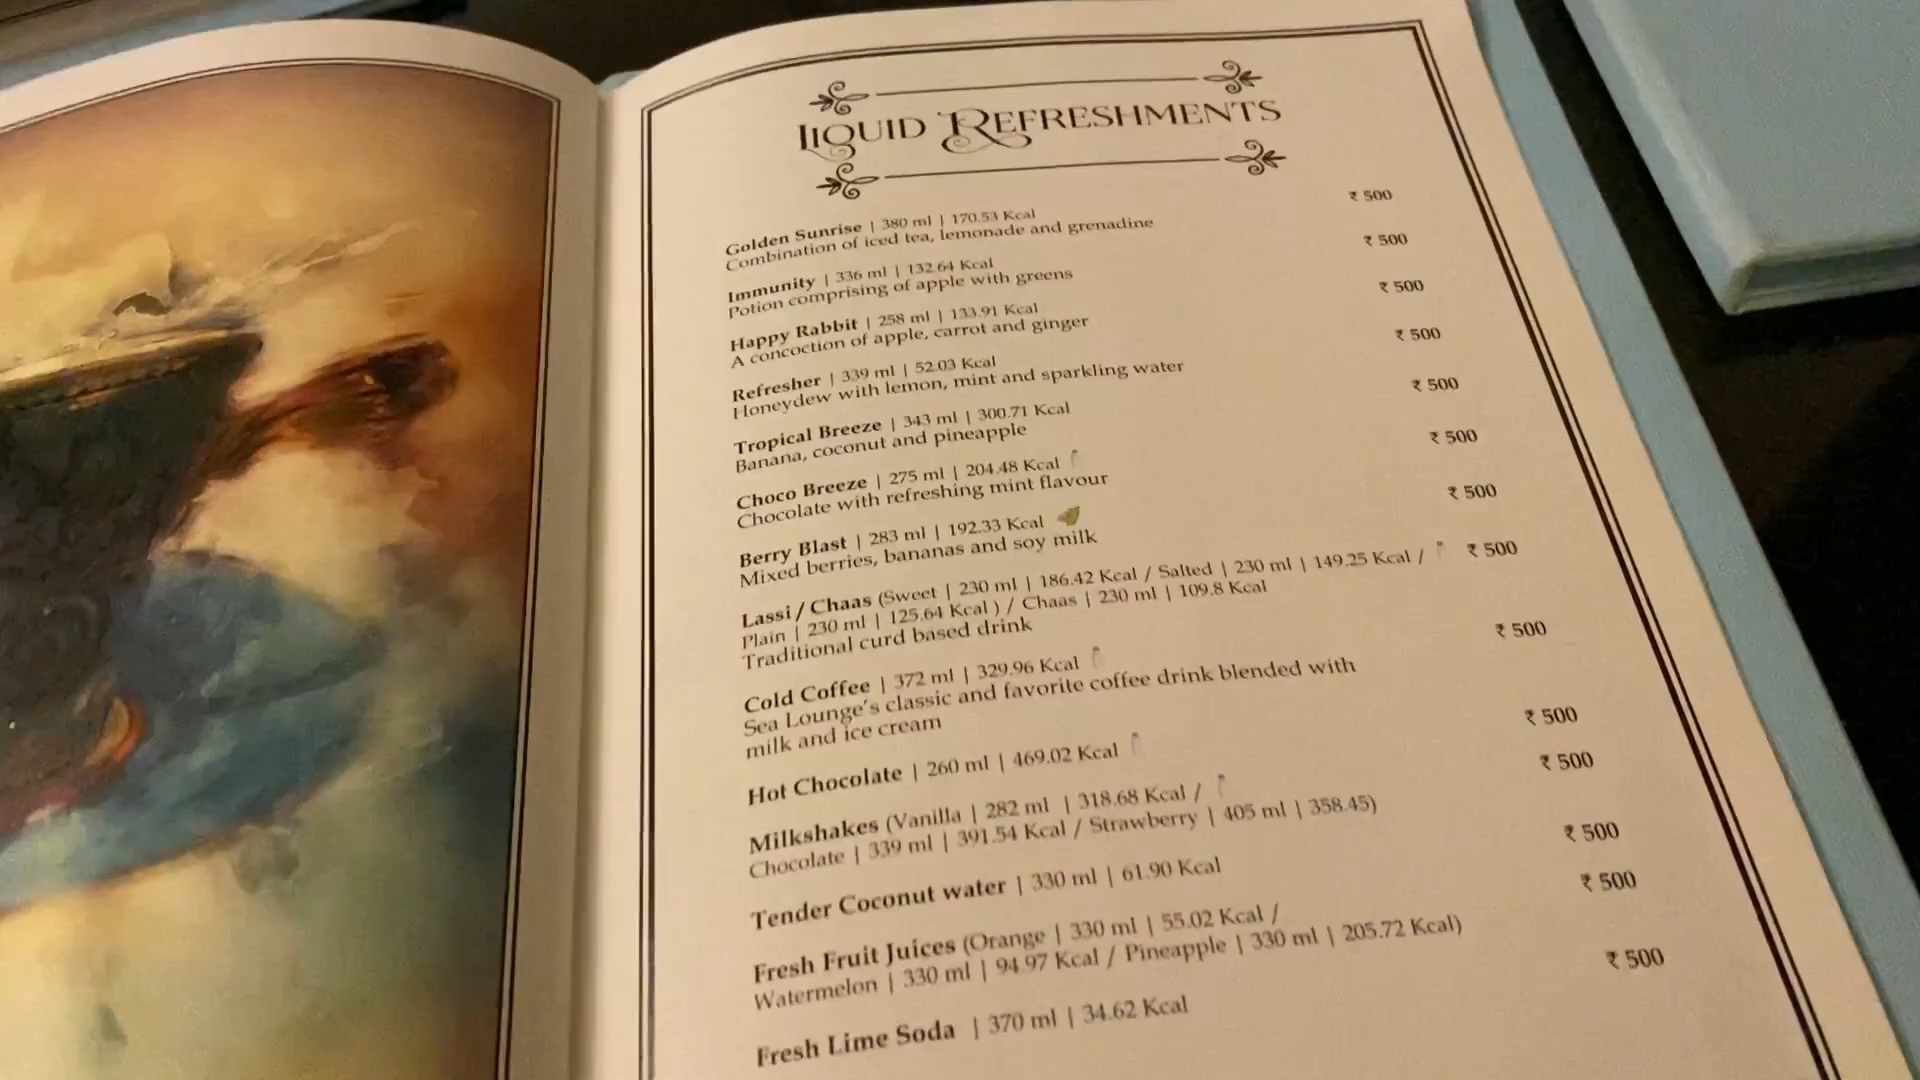 LIQUID REFRESHMENTS
Golden Sunrise | 380 ml | 170.53 Kcal ₹ 500
Combination of iced tea, lemonade and grenadine
Immunity | 336 ml | 132.64 Kcal ₹ 500
Potion comprising of apple with greens
Happy Rabbit | 258 ml | 133.91 Kcal ₹ 500
A concoction of apple, carrot and ginger
Refresher | 339 ml | 52.03 Kcal ₹ 500
Honeydew with lemon, mint and sparkling water
Tropical Breeze | 343 ml | 300.71 Kcal ₹ 500
Banana, coconut and pineapple
Choco Breeze | 275 ml | 204.48 Kcal ₹ 500
Chocolate with refreshing mint flavour
Berry Blast | 283 ml | 192.33 Kcal ₹ 500
Mixed berries, bananas and soy milk
Lassi / Chaas (Sweet | 230 ml | 186.42 Kcal / Salted | 230 ml | 149.25 Kcal / ₹ 500
Plain | 230 ml | 125.64 Kcal ) / Chaas | 230 ml | 109.8 Kcal
Traditional curd based drink
Cold Coffee | 372 ml | 329.96 Kcal ₹ 500
Sea Lounge's classic and favorite coffee drink blended with
milk and ice cream
Hot Chocolate | 260 ml | 469.02 Kcal ₹ 500
Milkshakes (Vanilla | 282 ml | 318.68 Kcal / ₹ 500
Chocolate | 339 ml | 391.54 Kcal / Strawberry | 405 ml | 358.45)
Tender Coconut water | 330 ml | 61.90 Kcal ₹ 500
Fresh Fruit Juices (Orange | 330 ml | 55.02 Kcal / ₹ 500
Watermelon | 330 ml | 94.97 Kcal / Pineapple | 330 ml | 205.72 Kcal)
Fresh Lime Soda | 370 ml | 34.62 Kcal ₹ 500